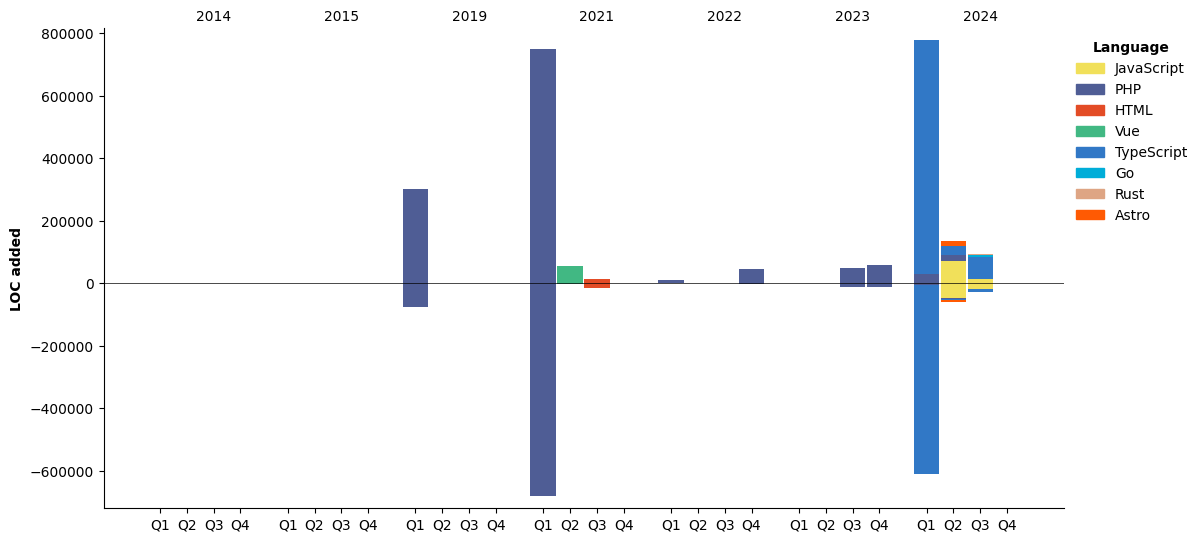 2014 2015 2019 2021 2022 2023 2024
800000
600000
400000
200000
0
−200000
−400000
−600000
LOC added
Q1 Q2 Q3 Q4 Q1 Q2 Q3 Q4 Q1 Q2 Q3 Q4 Q1 Q2 Q3 Q4 Q1 Q2 Q3 Q4 Q1 Q2 Q3 Q4 Q1 Q2 Q3 Q4
Language
JavaScript
PHP
HTML
Vue
TypeScript
Go
Rust
Astro